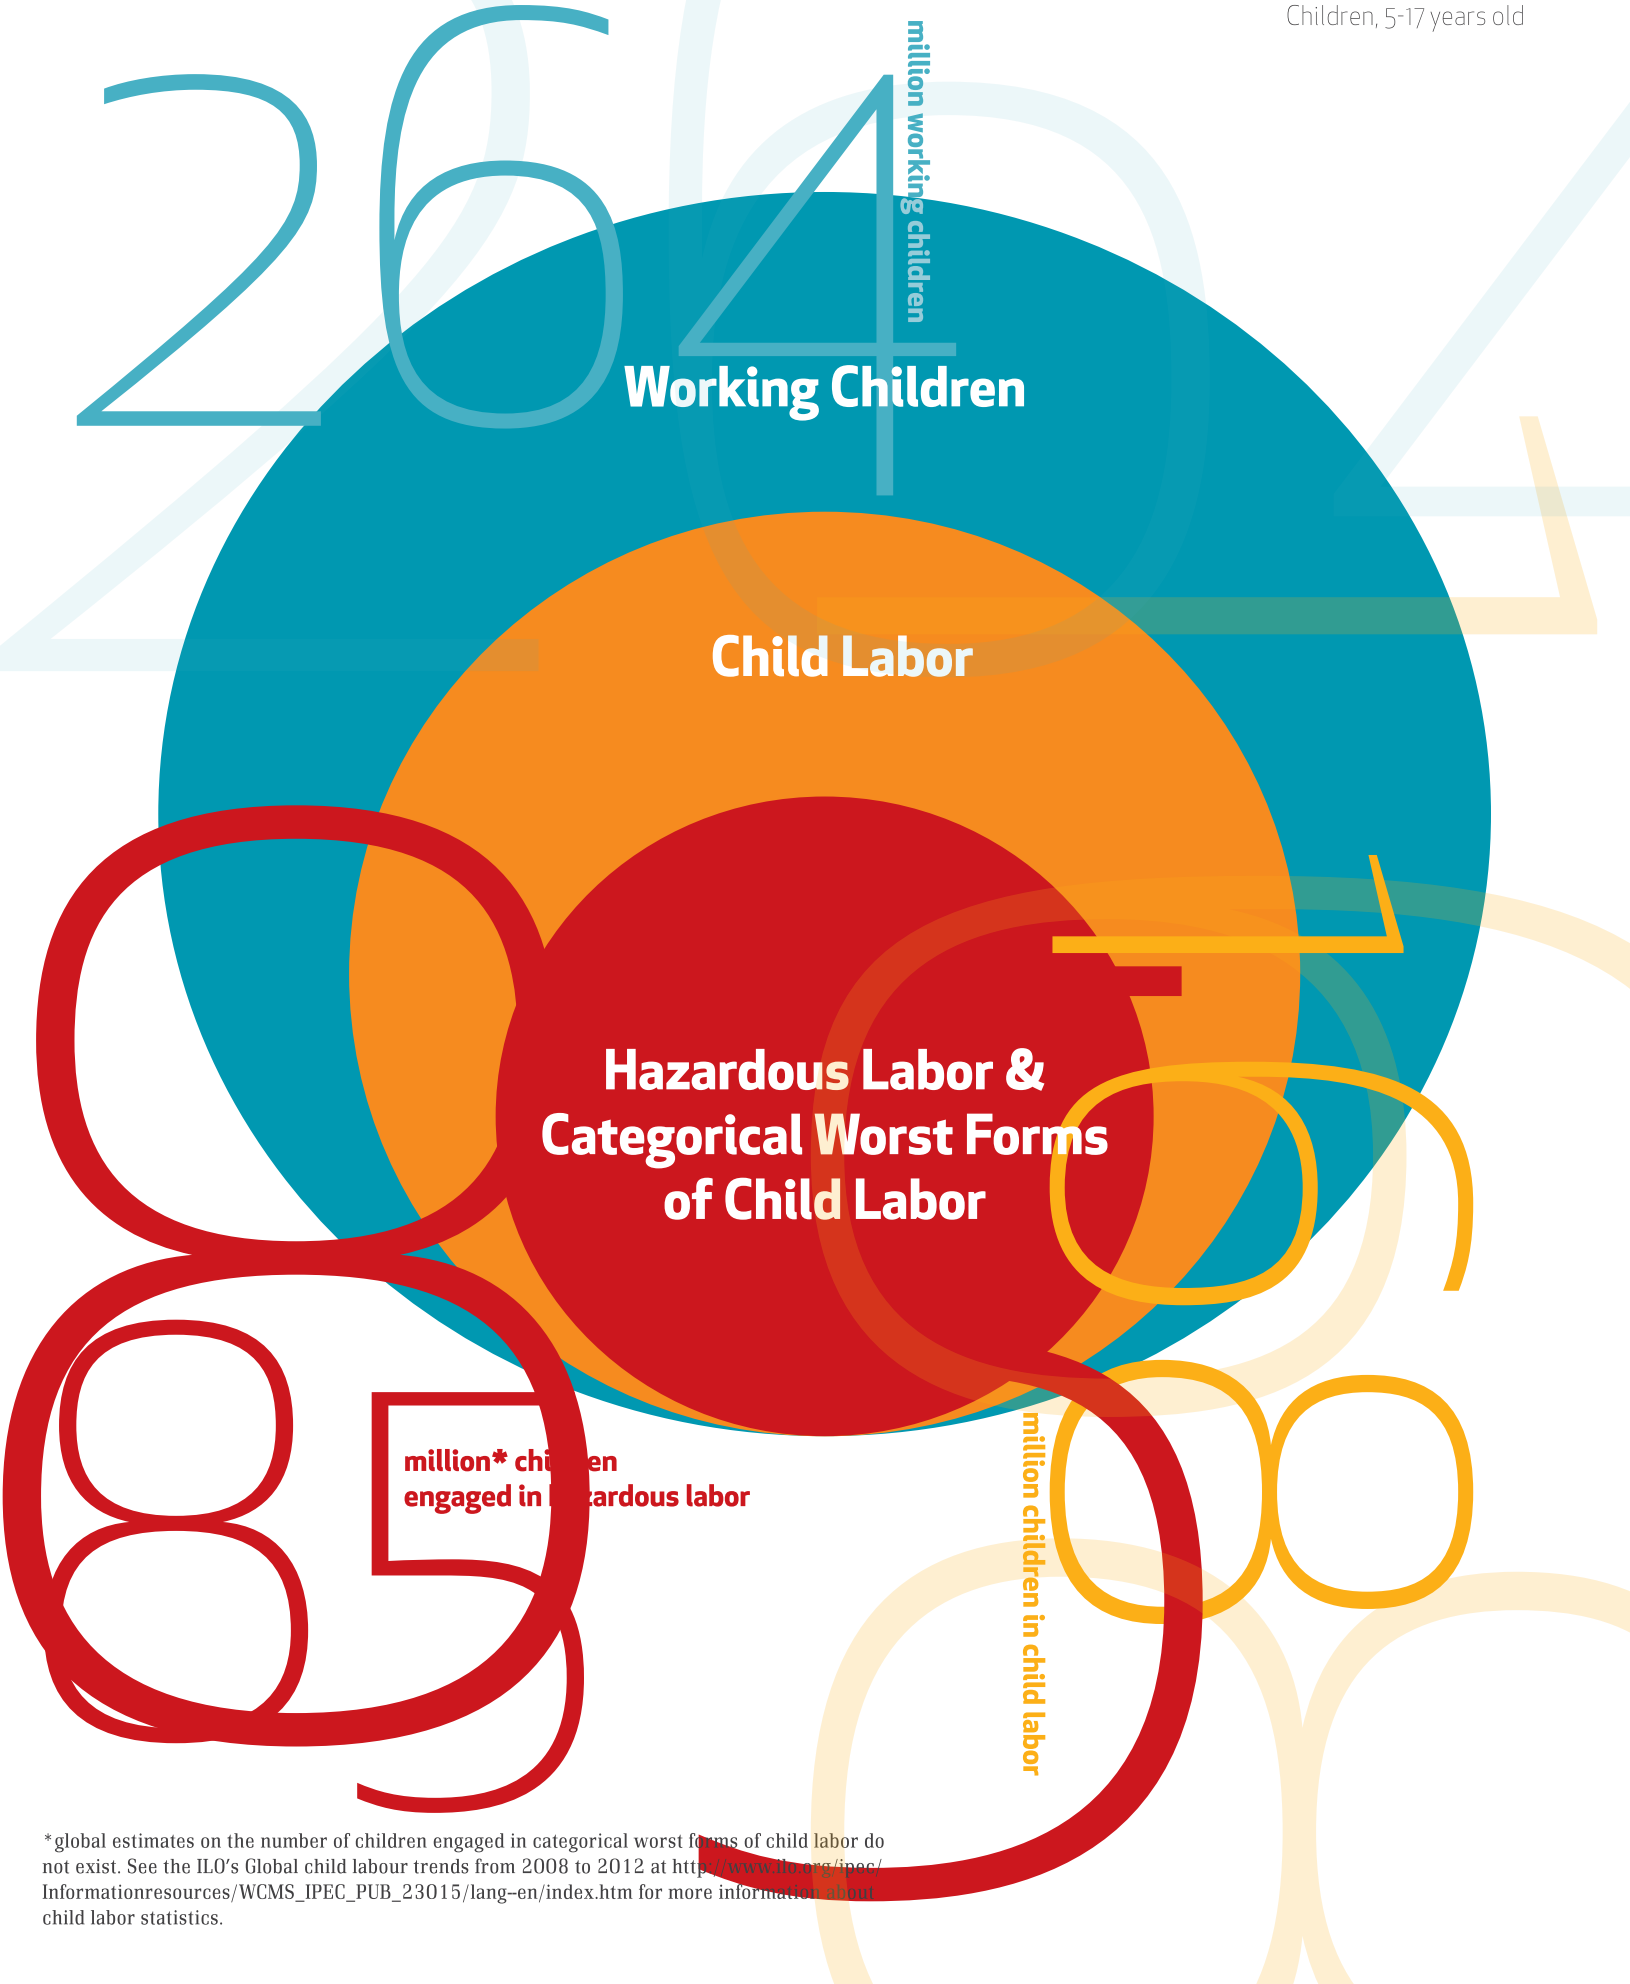 Children, 5-17 years old
264
million working children
Working Children
Child Labor
168
million children in child labor
Hazardous Labor &
Categorical Worst Forms
of Child Labor
85
million* children
engaged in hazardous labor
*global estimates on the number of children engaged in categorical worst forms of child labor do
not exist. See the ILO’s Global child labour trends from 2008 to 2012 at http://www.ilo.org/ipec/
Informationresources/WCMS_IPEC_PUB_23015/lang--en/index.htm for more information about
child labor statistics.